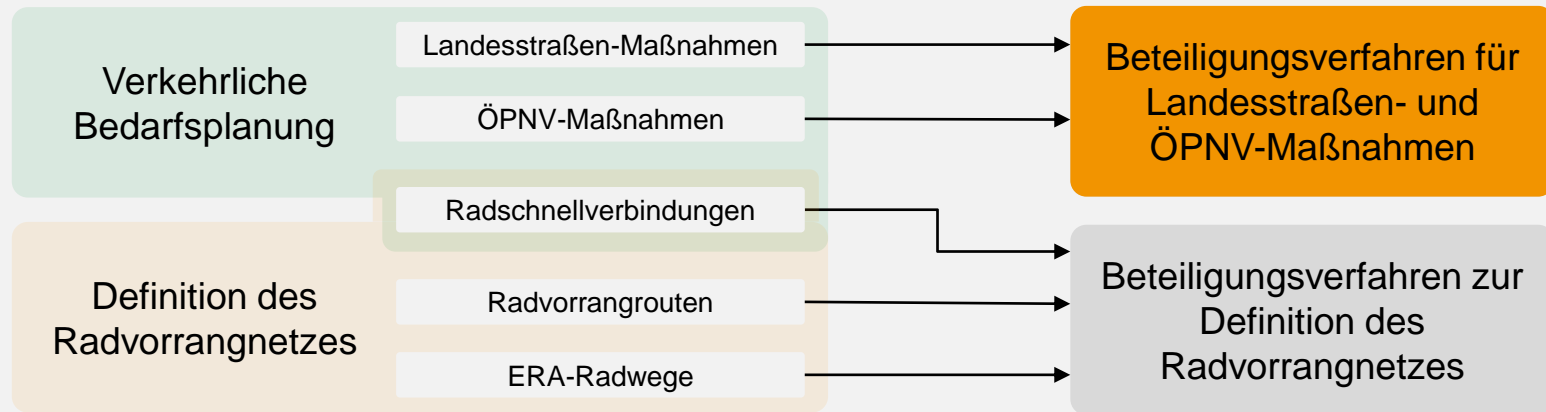 Verkehrliche
Bedarfsplanung
Landesstraßen-Maßnahmen
ÖPNV-Maßnahmen
Radschnellverbindungen
Definition des
Radvorrangnetzes
Radvorrangrouten
ERA-Radwege
Beteiligungsverfahren für
Landesstraßen- und
ÖPNV-Maßnahmen
Beteiligungsverfahren zur
Definition des
Radvorrangnetzes